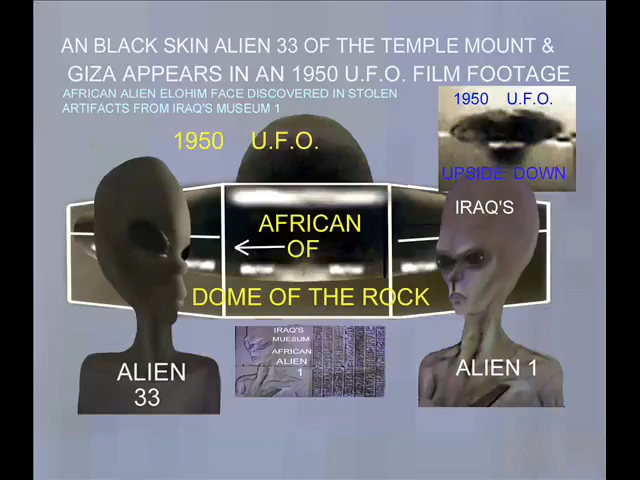 AN BLACK SKIN ALIEN 33 OF THE TEMPLE MOUNT &
GIZA APPEARS IN AN 1950 U.F.O. FILM FOOTAGE
AFRICAN ALIEN ELOHIM FACE DISCOVERED IN STOLEN
ARTIFACTS FROM IRAQ'S MUSEUM 1
1950 U.F.O.
1950 U.F.O.
UPSIDE DOWN
IRAQ'S
AFRICAN
OF
DOME OF THE ROCK
IRAQ'S
MUESUM
AFRICAN
ALIEN
1
ALIEN
33
ALIEN 1